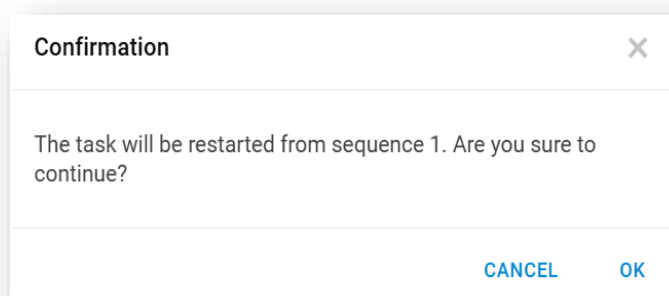 Confirmation
The task will be restarted from sequence 1. Are you sure to
continue?
CANCEL OK